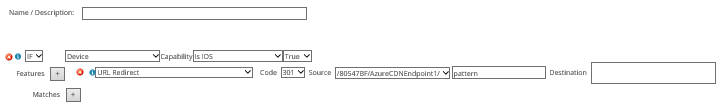 Name / Description:
IF Device Capability Is iOS True
Features + URL Redirect Code 301 Source /80547BF/AzureCDNEndpoint1/ pattern Destination
Matches +